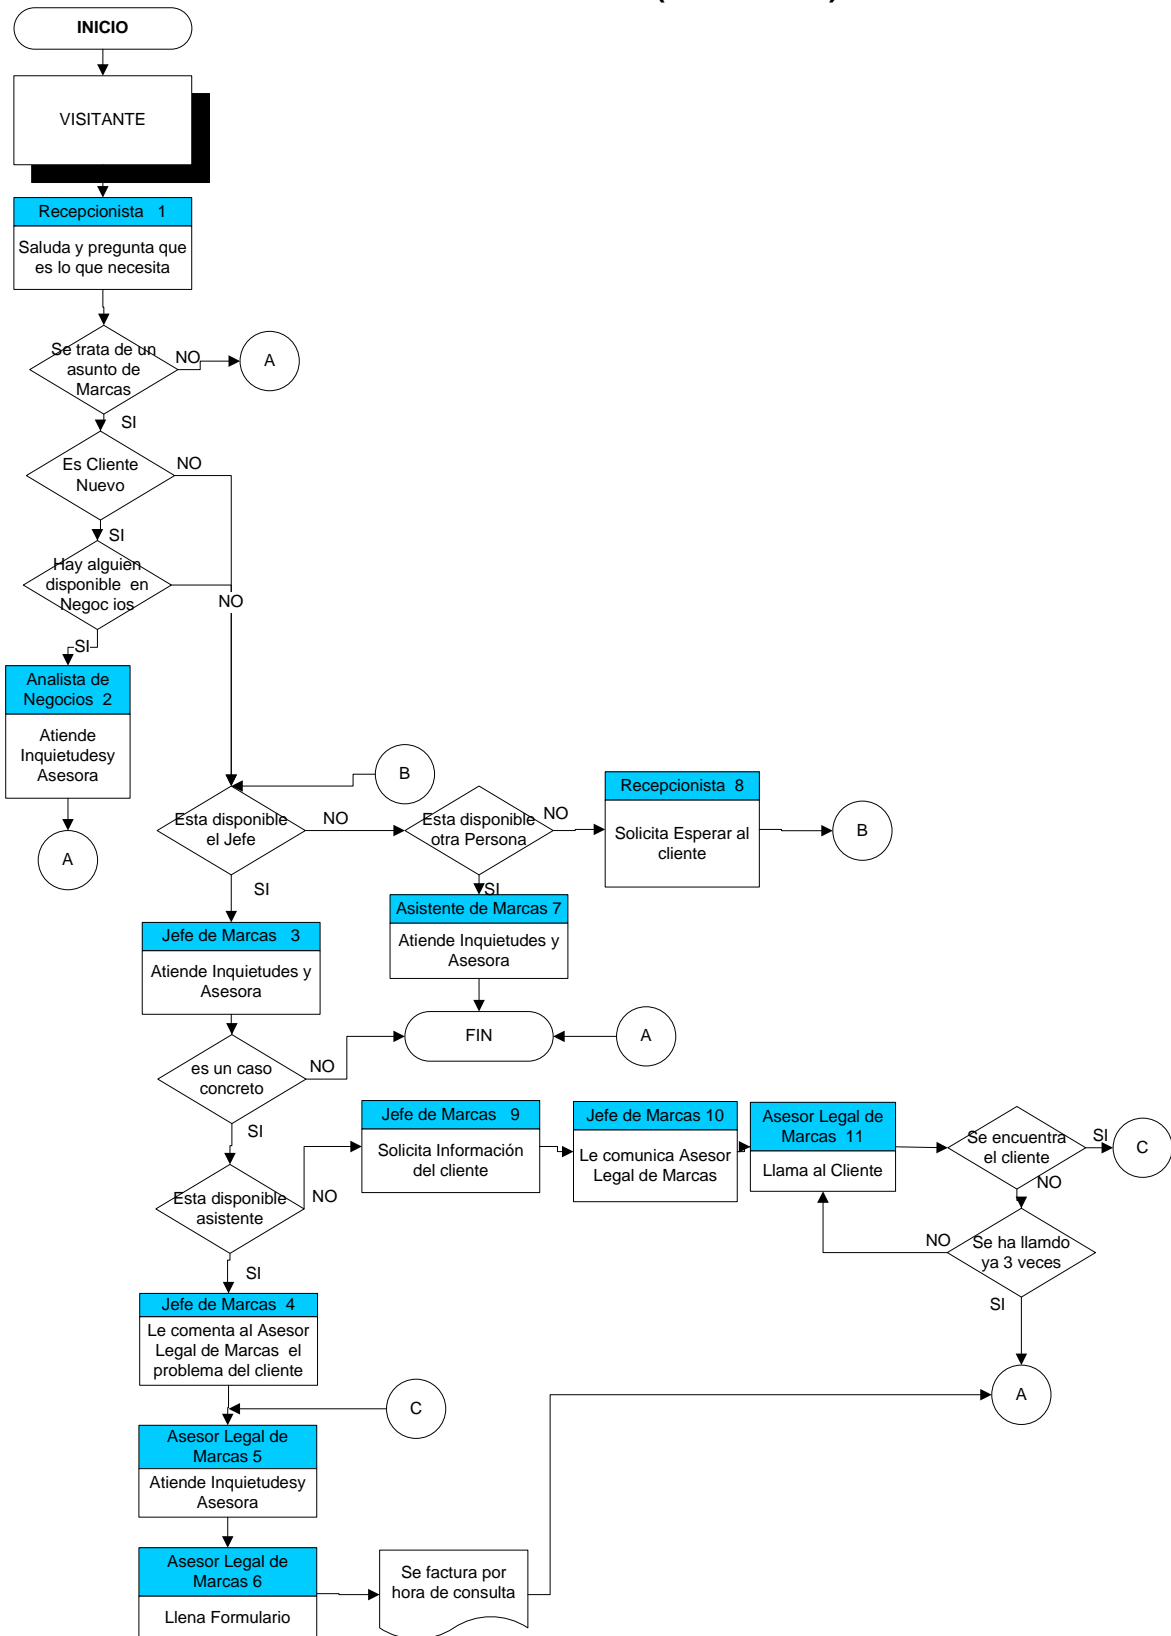 INICIO
VISITANTE
Recepcionista 1
Saluda y pregunta que
es lo que necesita
Se trata de un
asunto de
Marcas
NO
A
SI
Es Cliente
Nuevo
NO
SI
Hay alguien
disponible en
Negoc ios
NO
SI
Analista de
Negocios 2
Atiende
Inquietudesy
Asesora
A
B
Esta disponible
el Jefe
NO
Esta disponible
otra Persona
NO
Recepcionista 8
Solicita Esperar al
cliente
B
SI
SI
Asistente de Marcas 7
Atiende Inquietudes y
Asesora
Jefe de Marcas 3
Atiende Inquietudes y
Asesora
FIN
A
es un caso
concreto
NO
SI
Esta disponible
asistente
NO
Jefe de Marcas 9
Solicita Información
del cliente
Jefe de Marcas 10
Le comunica Asesor
Legal de Marcas
Asesor Legal de
Marcas 11
Llama al Cliente
Se encuentra
el cliente
SI
C
NO
Se ha llamdo
ya 3 veces
NO
SI
A
SI
Jefe de Marcas 4
Le comenta al Asesor
Legal de Marcas el
problema del cliente
C
Asesor Legal de
Marcas 5
Atiende Inquietudesy
Asesora
Asesor Legal de
Marcas 6
Llena Formulario
Se factura por
hora de consulta